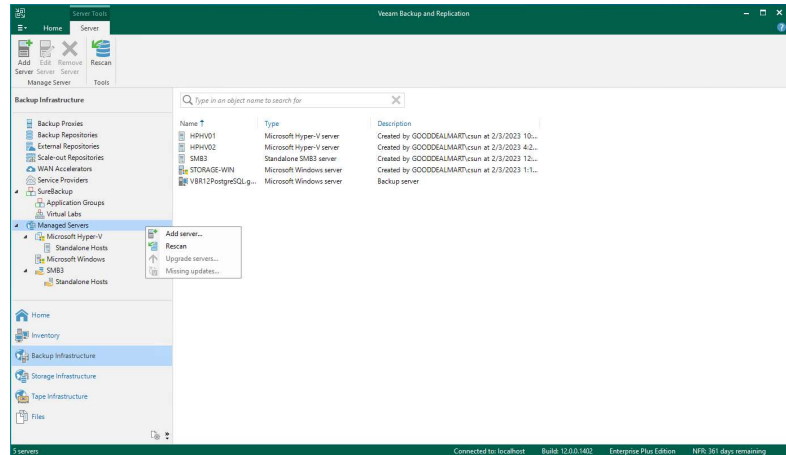 Server Tools
Veeam Backup and Replication
Home Server
Add Server
Edit Server
Remove Server
Rescan
Manage Server
Tools
Backup Infrastructure
Type in an object name to search for
Backup Proxies
Backup Repositories
External Repositories
Scale-out Repositories
WAN Accelerators
Service Providers
SureBackup
Application Groups
Virtual Labs
Managed Servers
Microsoft Hyper-V
Standalone Hosts
Microsoft Windows
SMB3
Standalone Hosts
Name Type Description
HPHV01 Microsoft Hyper-V server Created by GOODDEALMART\csun at 2/3/2023 10:...
HPHV02 Microsoft Hyper-V server Created by GOODDEALMART\csun at 2/3/2023 4:2...
SMB3 Standalone SMB3 server Created by GOODDEALMART\csun at 2/3/2023 12:...
STORAGE-WIN Microsoft Windows server Created by GOODDEALMART\csun at 2/3/2023 1:1...
VBR12PostgreSQL.g... Microsoft Windows server Backup server
Add server...
Rescan
Upgrade servers...
Missing updates...
Home
Inventory
Backup Infrastructure
Storage Infrastructure
Tape Infrastructure
Files
5 servers
Connected to: localhost Build: 12.0.0.1402 Enterprise Plus Edition NFR: 361 days remaining